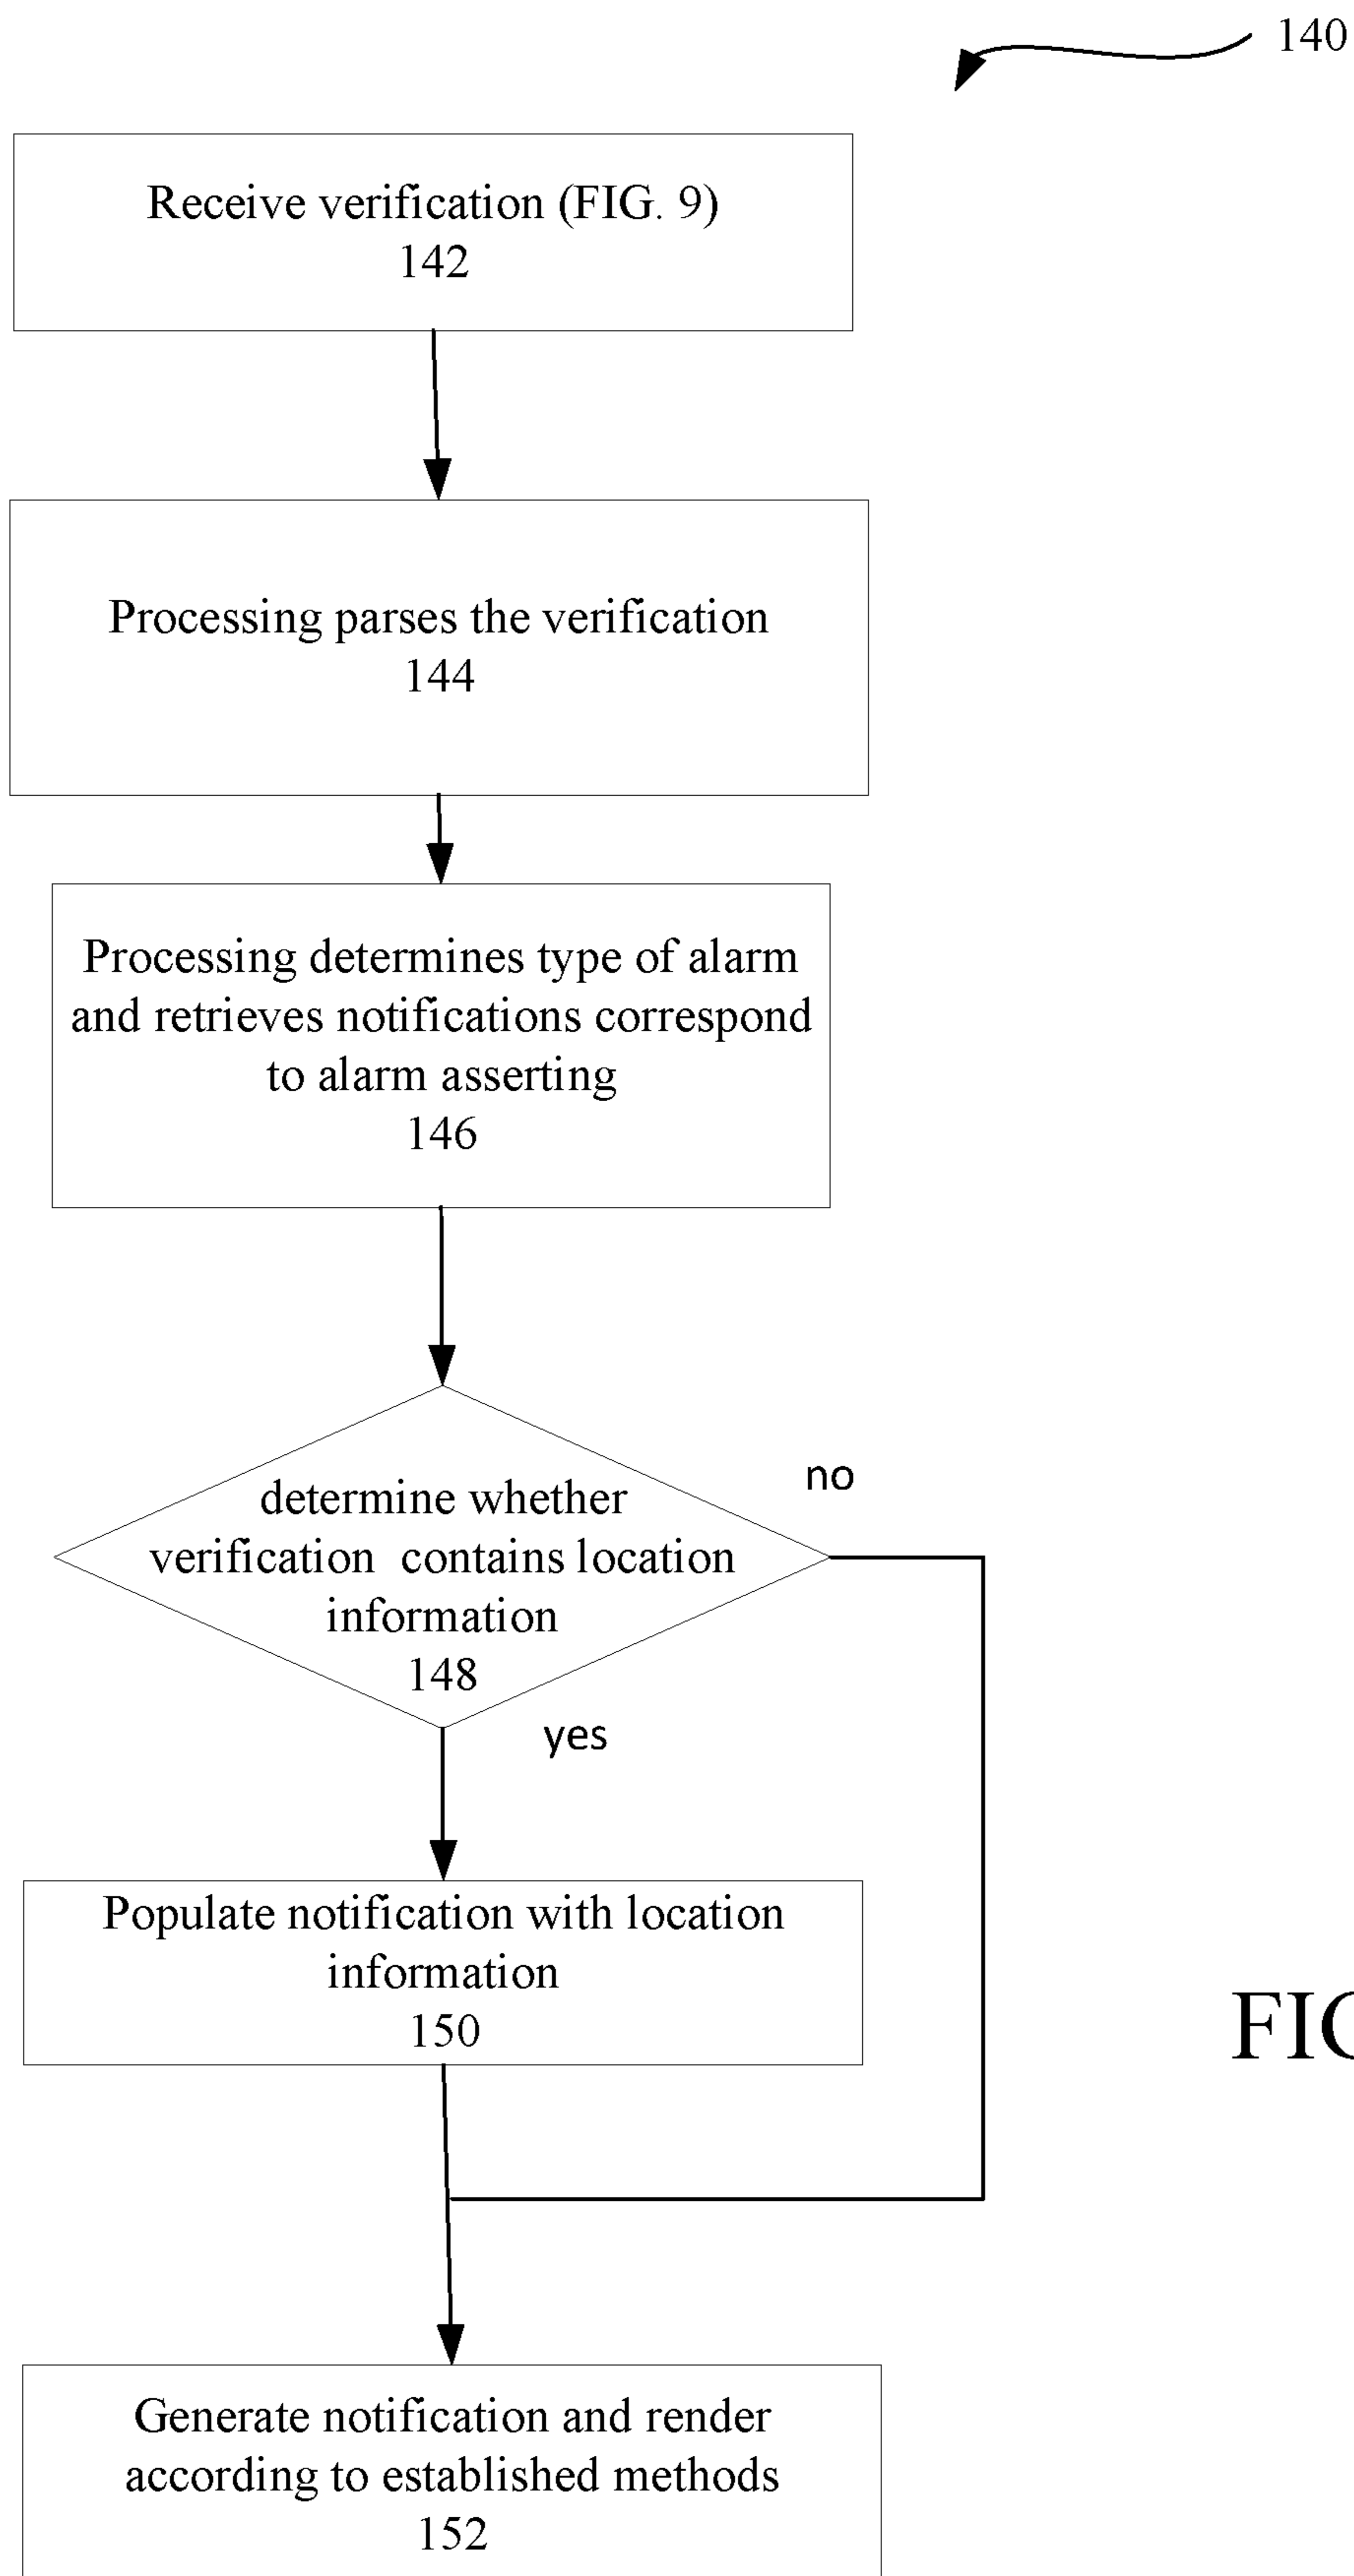 140
Receive verification (FIG. 9)
142
Processing parses the verification
144
Processing determines type of alarm
and retrieves notifications correspond
to alarm asserting
146
no
determine whether
verification contains location
information
148
yes
Populate notification with location
information
150
Generate notification and render
according to established methods
152